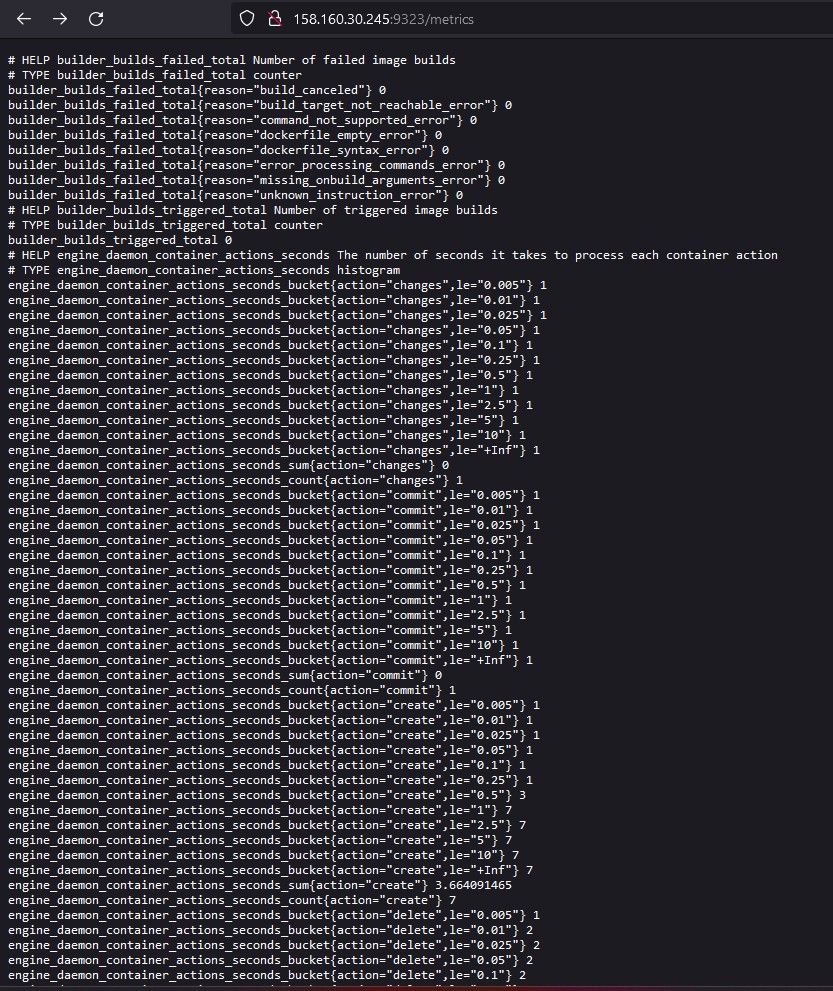 158.160.30.245:9323/metrics
# HELP builder_builds_failed_total Number of failed image builds
# TYPE builder_builds_failed_total counter
builder_builds_failed_total{reason="build_canceled"} 0
builder_builds_failed_total{reason="build_target_not_reachable_error"} 0
builder_builds_failed_total{reason="command_not_supported_error"} 0
builder_builds_failed_total{reason="dockerfile_empty_error"} 0
builder_builds_failed_total{reason="dockerfile_syntax_error"} 0
builder_builds_failed_total{reason="error_processing_commands_error"} 0
builder_builds_failed_total{reason="missing_onbuild_arguments_error"} 0
builder_builds_failed_total{reason="unknown_instruction_error"} 0
# HELP builder_builds_triggered_total Number of triggered image builds
# TYPE builder_builds_triggered_total counter
builder_builds_triggered_total 0
# HELP engine_daemon_container_actions_seconds The number of seconds it takes to process each container action
# TYPE engine_daemon_container_actions_seconds histogram
engine_daemon_container_actions_seconds_bucket{action="changes",le="0.005"} 1
engine_daemon_container_actions_seconds_bucket{action="changes",le="0.01"} 1
engine_daemon_container_actions_seconds_bucket{action="changes",le="0.025"} 1
engine_daemon_container_actions_seconds_bucket{action="changes",le="0.05"} 1
engine_daemon_container_actions_seconds_bucket{action="changes",le="0.1"} 1
engine_daemon_container_actions_seconds_bucket{action="changes",le="0.25"} 1
engine_daemon_container_actions_seconds_bucket{action="changes",le="0.5"} 1
engine_daemon_container_actions_seconds_bucket{action="changes",le="1"} 1
engine_daemon_container_actions_seconds_bucket{action="changes",le="2.5"} 1
engine_daemon_container_actions_seconds_bucket{action="changes",le="5"} 1
engine_daemon_container_actions_seconds_bucket{action="changes",le="10"} 1
engine_daemon_container_actions_seconds_bucket{action="changes",le="+Inf"} 1
engine_daemon_container_actions_seconds_sum{action="changes"} 0
engine_daemon_container_actions_seconds_count{action="changes"} 1
engine_daemon_container_actions_seconds_bucket{action="commit",le="0.005"} 1
engine_daemon_container_actions_seconds_bucket{action="commit",le="0.01"} 1
engine_daemon_container_actions_seconds_bucket{action="commit",le="0.025"} 1
engine_daemon_container_actions_seconds_bucket{action="commit",le="0.05"} 1
engine_daemon_container_actions_seconds_bucket{action="commit",le="0.1"} 1
engine_daemon_container_actions_seconds_bucket{action="commit",le="0.25"} 1
engine_daemon_container_actions_seconds_bucket{action="commit",le="0.5"} 1
engine_daemon_container_actions_seconds_bucket{action="commit",le="1"} 1
engine_daemon_container_actions_seconds_bucket{action="commit",le="2.5"} 1
engine_daemon_container_actions_seconds_bucket{action="commit",le="5"} 1
engine_daemon_container_actions_seconds_bucket{action="commit",le="10"} 1
engine_daemon_container_actions_seconds_bucket{action="commit",le="+Inf"} 1
engine_daemon_container_actions_seconds_sum{action="commit"} 0
engine_daemon_container_actions_seconds_count{action="commit"} 1
engine_daemon_container_actions_seconds_bucket{action="create",le="0.005"} 1
engine_daemon_container_actions_seconds_bucket{action="create",le="0.01"} 1
engine_daemon_container_actions_seconds_bucket{action="create",le="0.025"} 1
engine_daemon_container_actions_seconds_bucket{action="create",le="0.05"} 1
engine_daemon_container_actions_seconds_bucket{action="create",le="0.1"} 1
engine_daemon_container_actions_seconds_bucket{action="create",le="0.25"} 1
engine_daemon_container_actions_seconds_bucket{action="create",le="0.5"} 3
engine_daemon_container_actions_seconds_bucket{action="create",le="1"} 7
engine_daemon_container_actions_seconds_bucket{action="create",le="2.5"} 7
engine_daemon_container_actions_seconds_bucket{action="create",le="5"} 7
engine_daemon_container_actions_seconds_bucket{action="create",le="10"} 7
engine_daemon_container_actions_seconds_bucket{action="create",le="+Inf"} 7
engine_daemon_container_actions_seconds_sum{action="create"} 3.664091465
engine_daemon_container_actions_seconds_count{action="create"} 7
engine_daemon_container_actions_seconds_bucket{action="delete",le="0.005"} 1
engine_daemon_container_actions_seconds_bucket{action="delete",le="0.01"} 2
engine_daemon_container_actions_seconds_bucket{action="delete",le="0.025"} 2
engine_daemon_container_actions_seconds_bucket{action="delete",le="0.05"} 2
engine_daemon_container_actions_seconds_bucket{action="delete",le="0.1"} 2